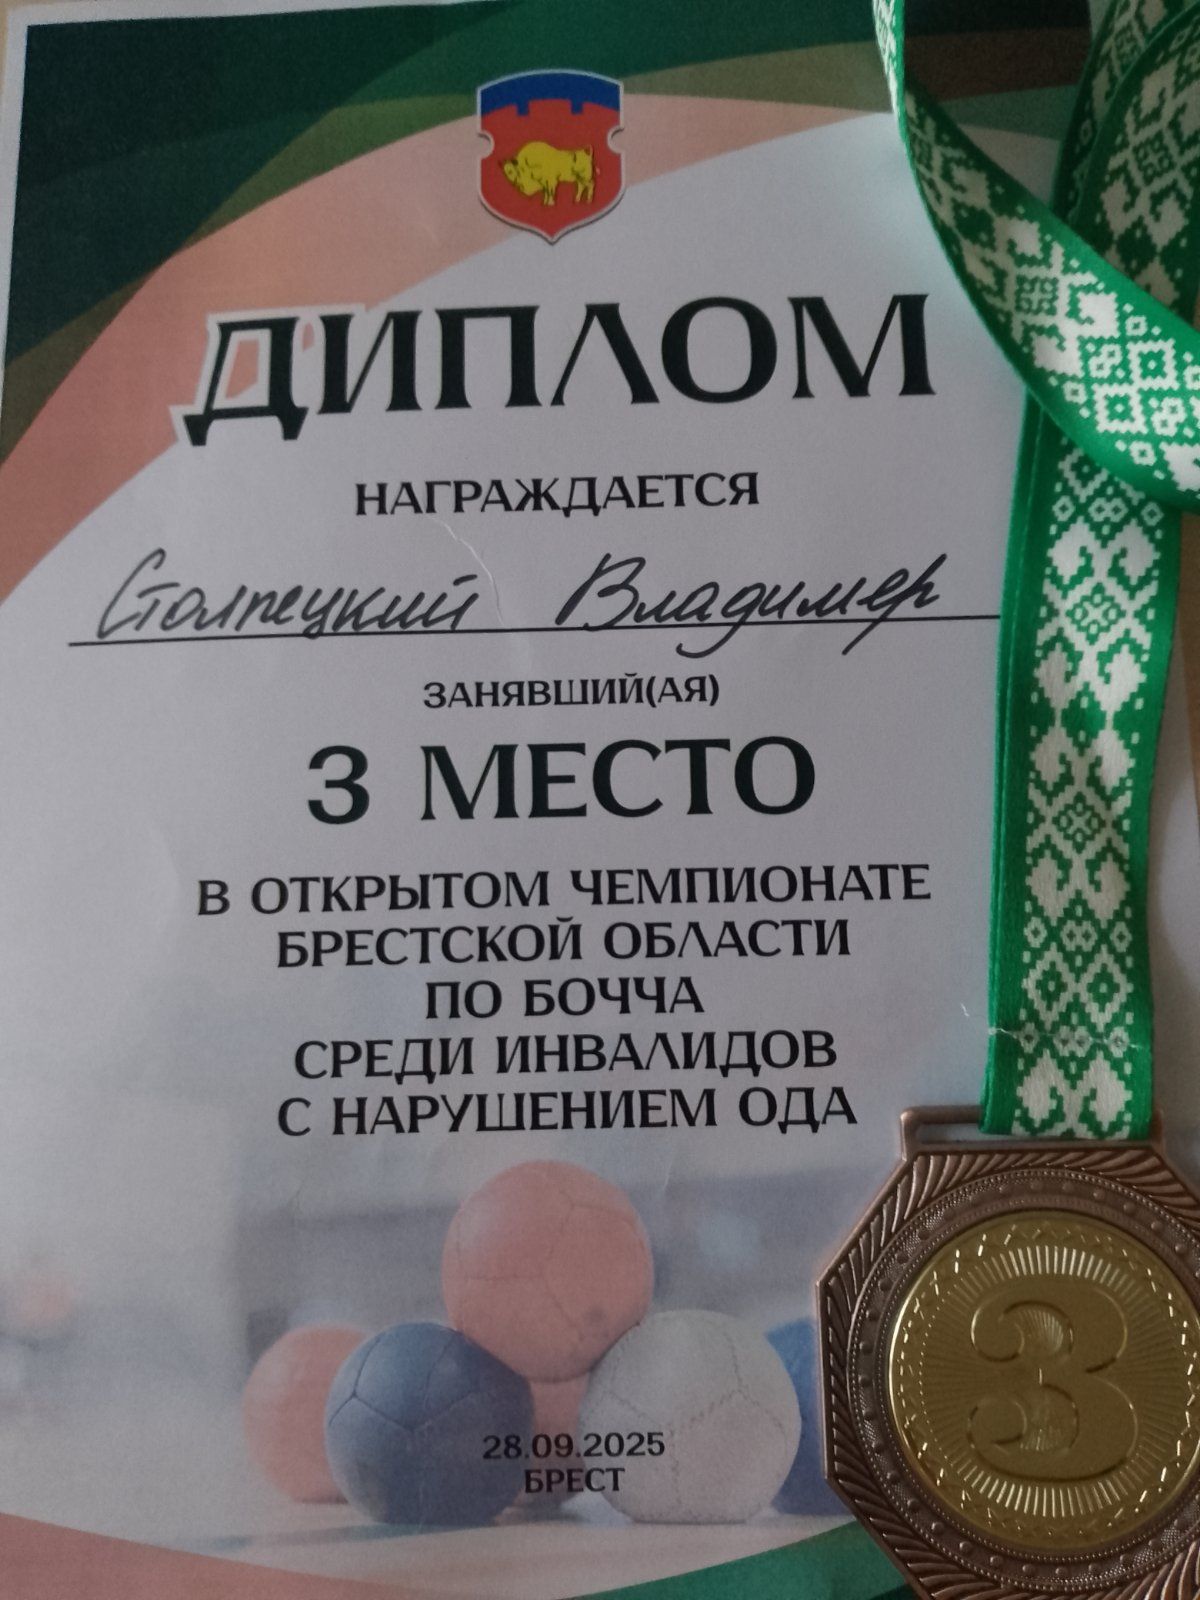 ДИПЛОМ
НАГРАЖДАЕТСЯ
Столпецкий Владимер
ЗАНЯВШИЙ(АЯ)
3 МЕСТО
В ОТКРЫТОМ ЧЕМПИОНАТЕ
БРЕСТСКОЙ ОБЛАСТИ
ПО БОЧЧА
СРЕДИ ИНВАЛИДОВ
С НАРУШЕНИЕМ ОДА
3
28.09.2025
БРЕСТ